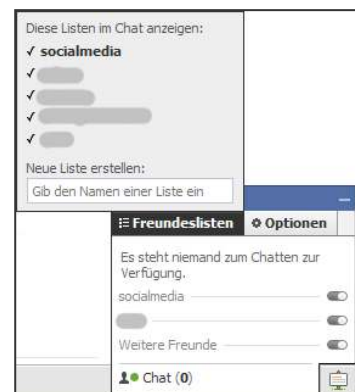 Diese Listen im Chat anzeigen:
✓ socialmedia
✓
✓
✓
✓
Neue Liste erstellen:
Gib den Namen einer Liste ein
Freundeslisten Optionen
Es steht niemand zum Chatten zur
Verfügung.
socialmedia
Weitere Freunde
Chat (0)